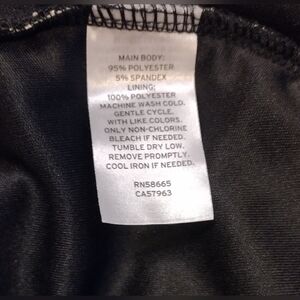 MAIN BODY:
95% POLYESTER
5% SPANDEX
LINING:
100% POLYESTER
MACHINE WASH COLD.
GENTLE CYCLE.
WITH LIKE COLORS.
ONLY NON-CHLORINE
BLEACH IF NEEDED.
TUMBLE DRY LOW.
REMOVE PROMPTLY.
COOL IRON IF NEEDED.
RN58665
CA57963